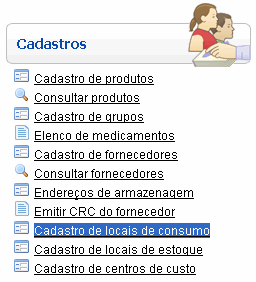 Cadastros
Cadastro de produtos
Consultar produtos
Cadastro de grupos
Elenco de medicamentos
Cadastro de fornecedores
Consultar fornecedores
Endereços de armazenagem
Emitir CRC do fornecedor
Cadastro de locais de consumo
Cadastro de locais de estoque
Cadastro de centros de custo